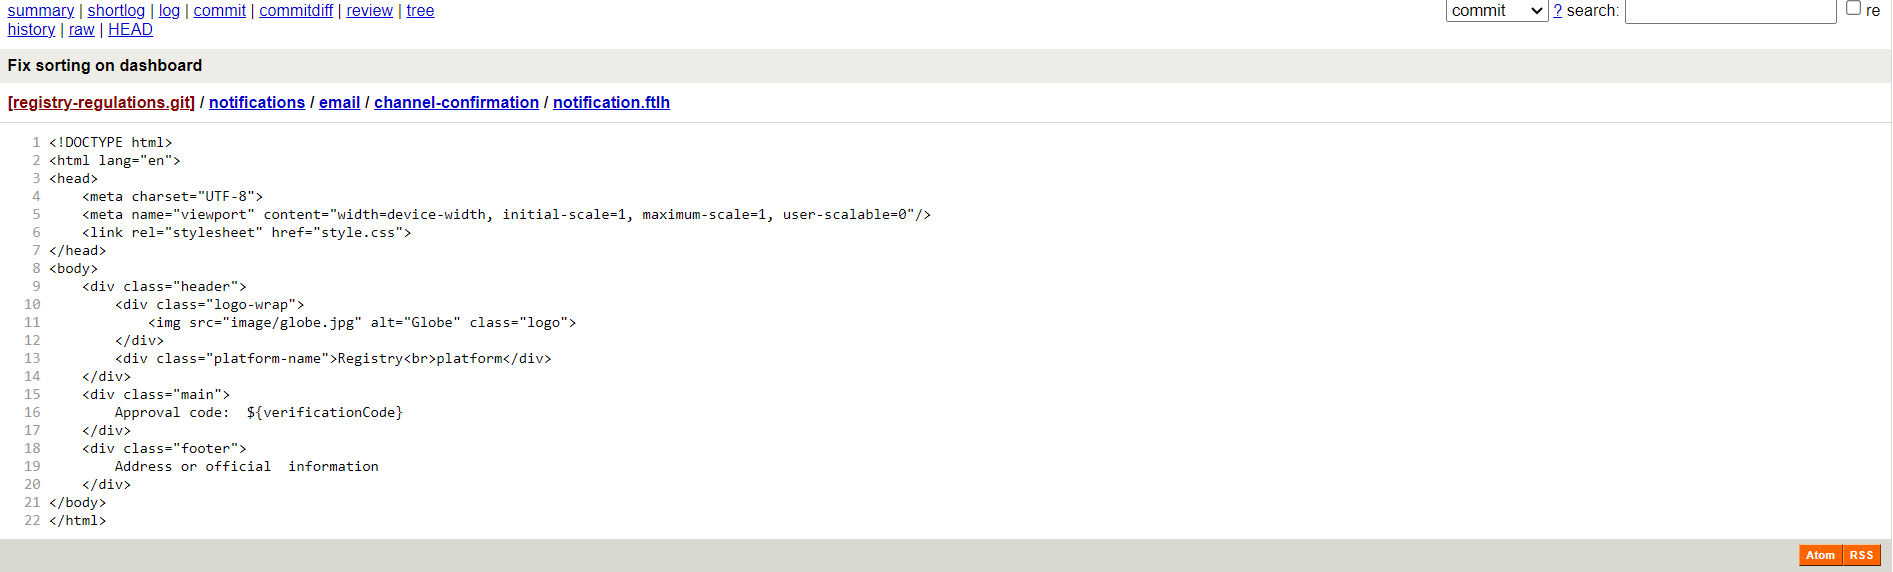 summary | shortlog | log | commit | commitdiff | review | tree
commit ? search: re
history | raw | HEAD
Fix sorting on dashboard
[registry-regulations.git] / notifications / email / channel-confirmation / notification.ftlh
1 <!DOCTYPE html>
2 <html lang="en">
3 <head>
4     <meta charset="UTF-8">
5     <meta name="viewport" content="width=device-width, initial-scale=1, maximum-scale=1, user-scalable=0"/>
6     <link rel="stylesheet" href="style.css">
7 </head>
8 <body>
9     <div class="header">
10         <div class="logo-wrap">
11             <img src="image/globe.jpg" alt="Globe" class="logo">
12         </div>
13         <div class="platform-name">Registry<br>platform</div>
14     </div>
15     <div class="main">
16         Approval code:  ${verificationCode}
17     </div>
18     <div class="footer">
19         Address or official  information
20     </div>
21 </body>
22 </html>
Atom RSS